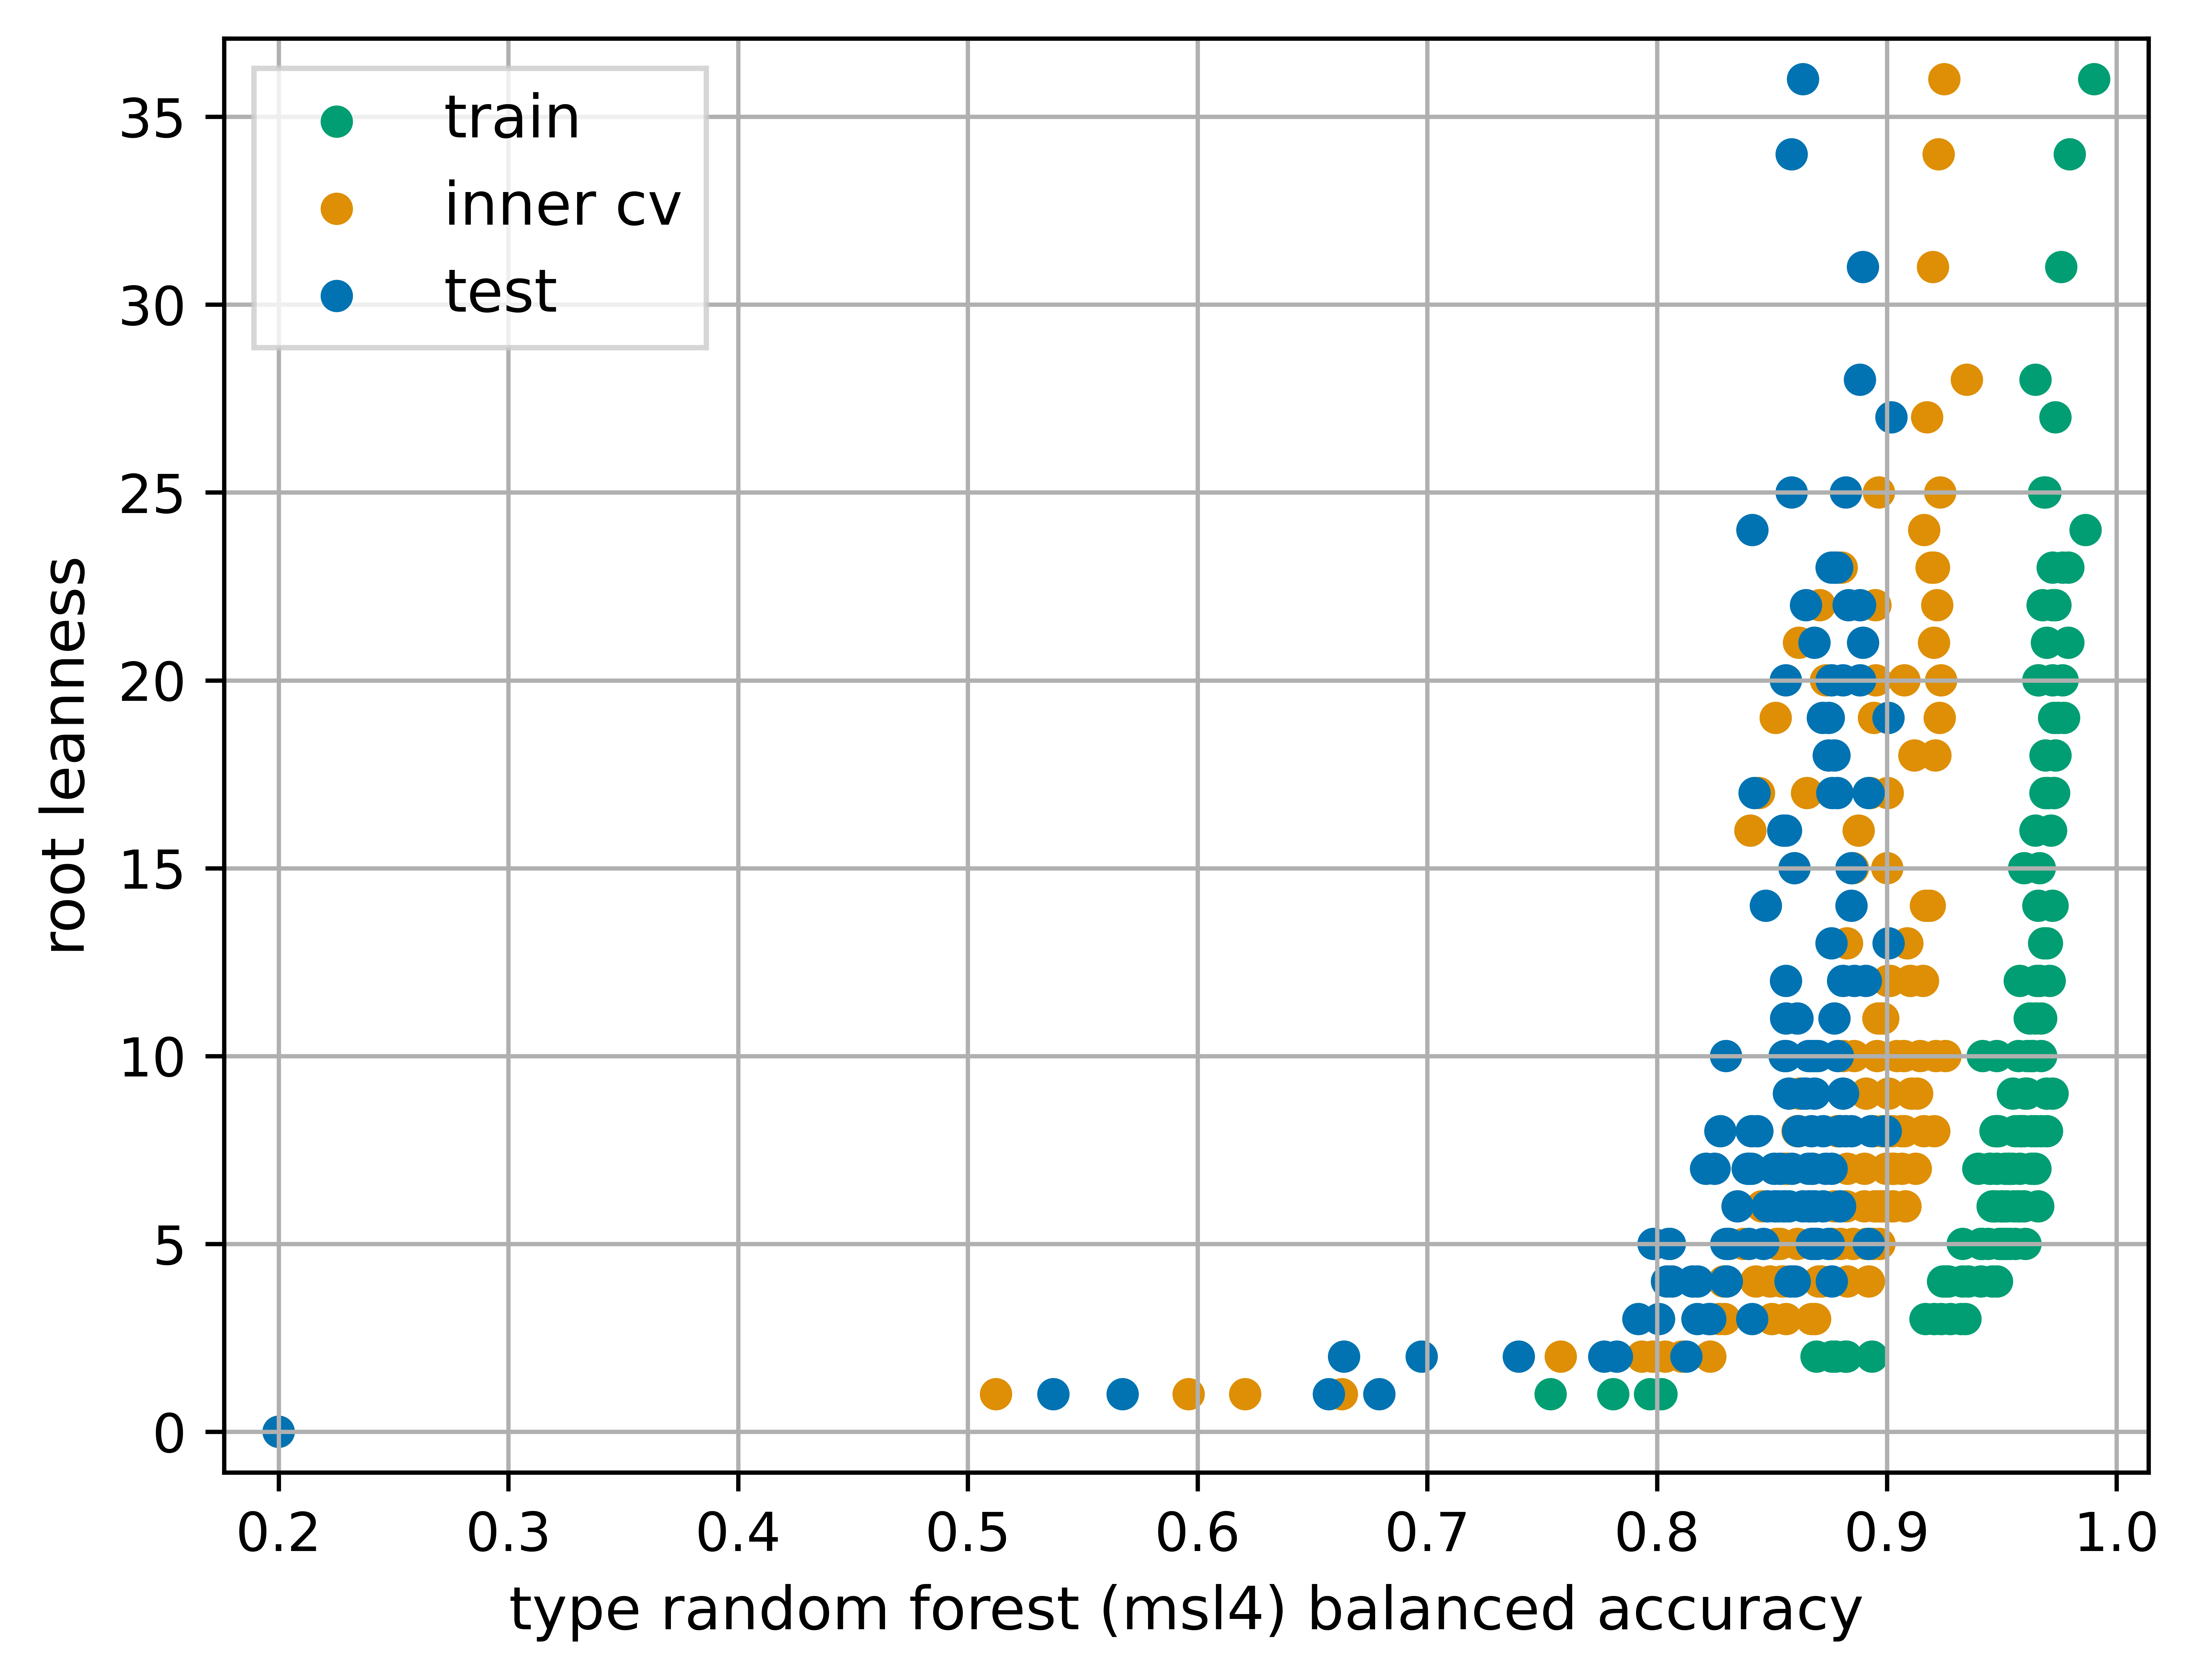 train
inner cv
test
35
30
25
20
15
10
5
0
root leanness
0.2 0.3 0.4 0.5 0.6 0.7 0.8 0.9 1.0
type random forest (msl4) balanced accuracy